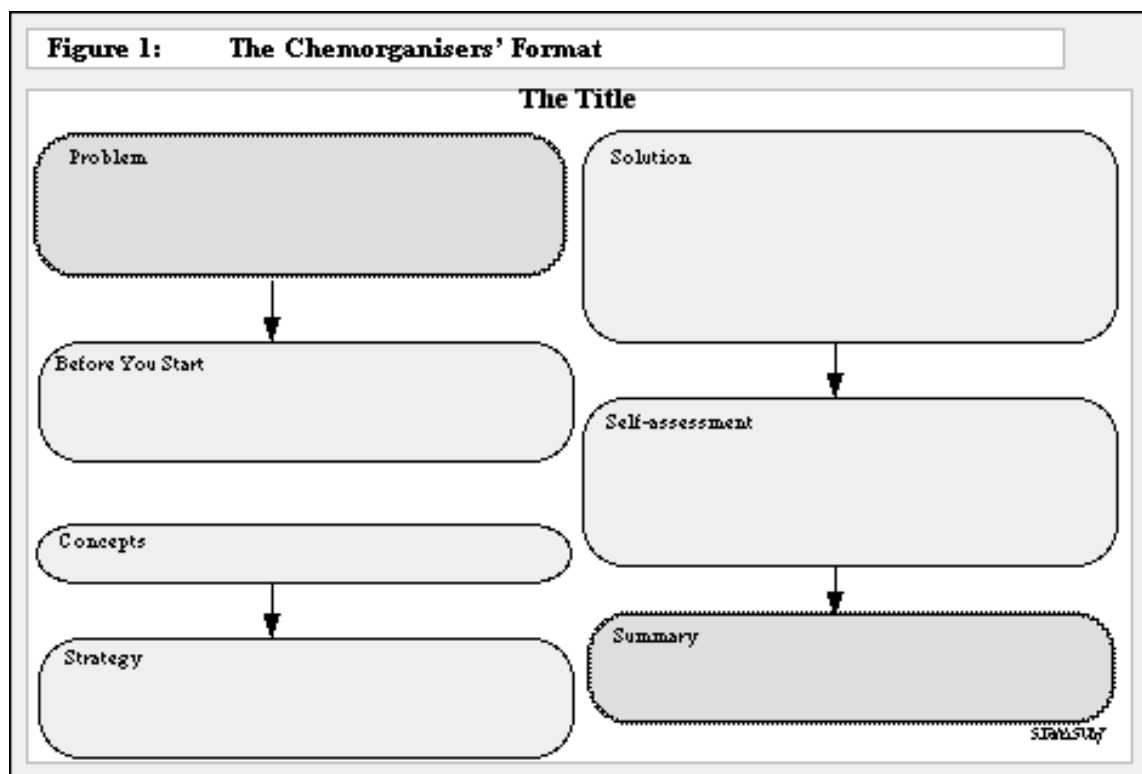 Figure 1: The Chemorganisers’ Format
The Title
Problem
Before You Start
Concepts
Strategy
Solution
Self-assessment
Summary